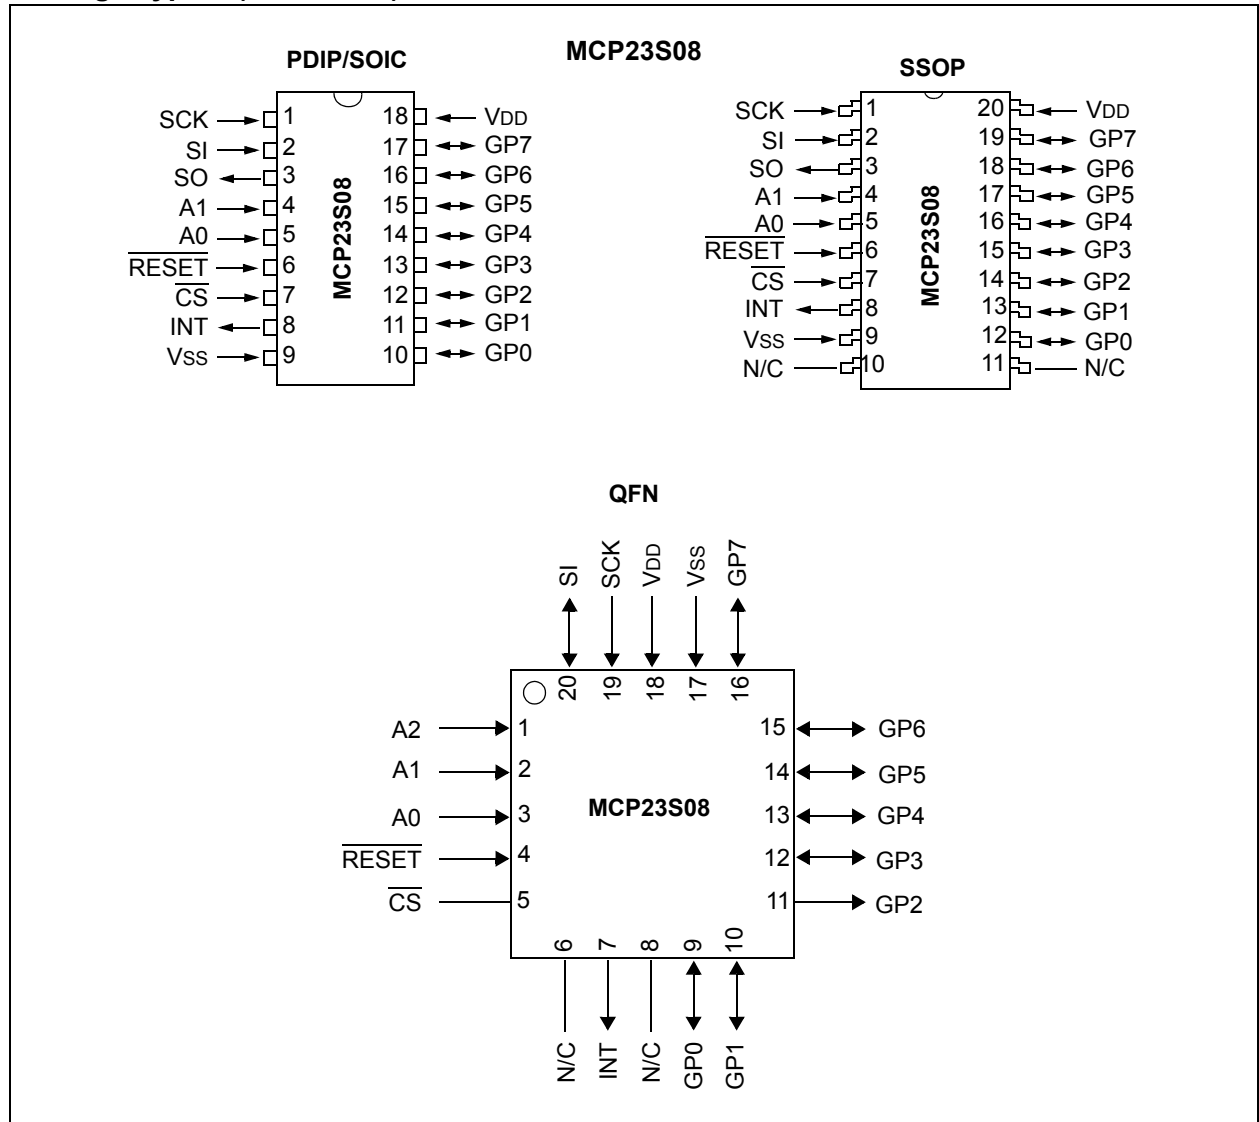 MCP23S08
PDIP/SOIC
SCK 1 18 VDD
SI 2 17 GP7
SO 3 16 GP6
A1 4 15 GP5
A0 5 14 GP4
RESET 6 13 GP3
CS 7 12 GP2
INT 8 11 GP1
VSS 9 10 GP0
MCP23S08
SSOP
SCK 1 20 VDD
SI 2 19 GP7
SO 3 18 GP6
A1 4 17 GP5
A0 5 16 GP4
RESET 6 15 GP3
CS 7 14 GP2
INT 8 13 GP1
VSS 9 12 GP0
N/C 10 11 N/C
MCP23S08
QFN
SI SCK VDD VSS GP7
20 19 18 17 16
A2 1 15 GP6
A1 2 14 GP5
A0 3 MCP23S08 13 GP4
RESET 4 12 GP3
CS 5 11 GP2
6 7 8 9 10
N/C INT N/C GP0 GP1